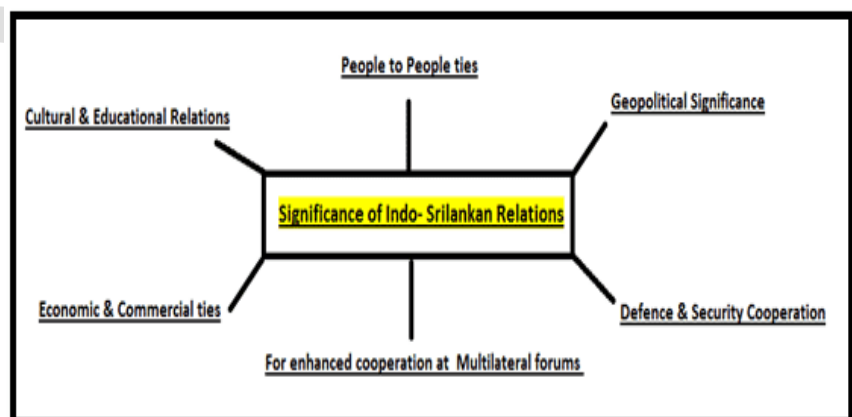 People to People ties
Geopolitical Significance
Cultural & Educational Relations
Significance of Indo- Srilankan Relations
Economic & Commercial ties
Defence & Security Cooperation
For enhanced cooperation at Multilateral forums